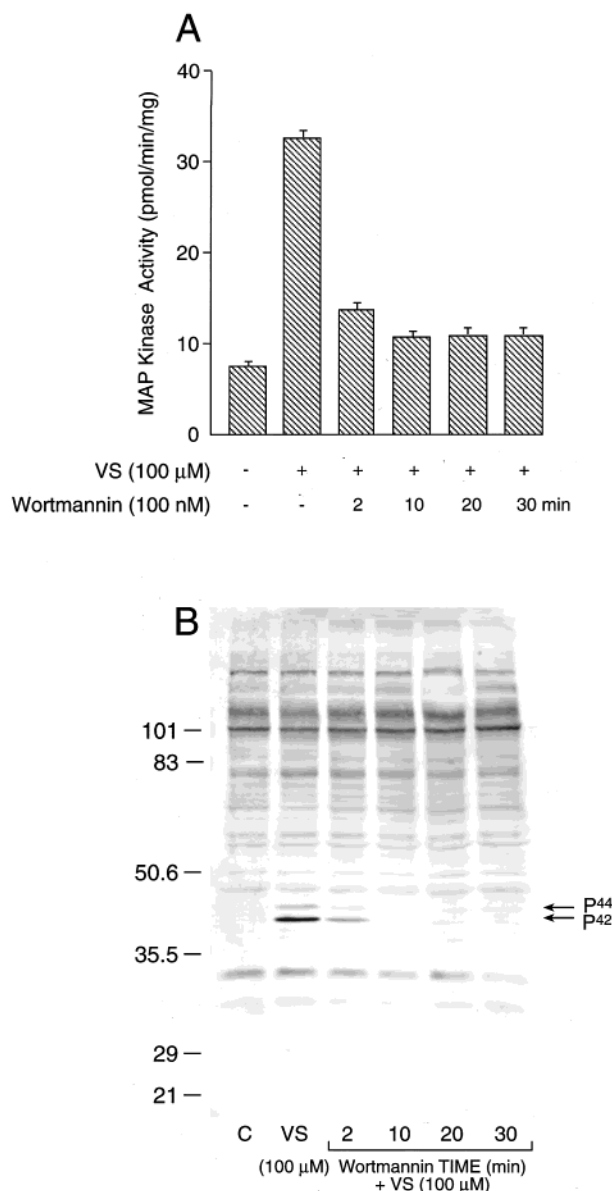 A
MAP Kinase Activity (pmol/min/mg)
40
30
20
10
0
VS (100 µM) - + + + + +
Wortmannin (100 nM) - - 2 10 20 30 min
B
101
83
50.6
35.5
29
21
P44
P42
C VS 2 10 20 30
(100 µM) Wortmannin TIME (min)
+ VS (100 µM)